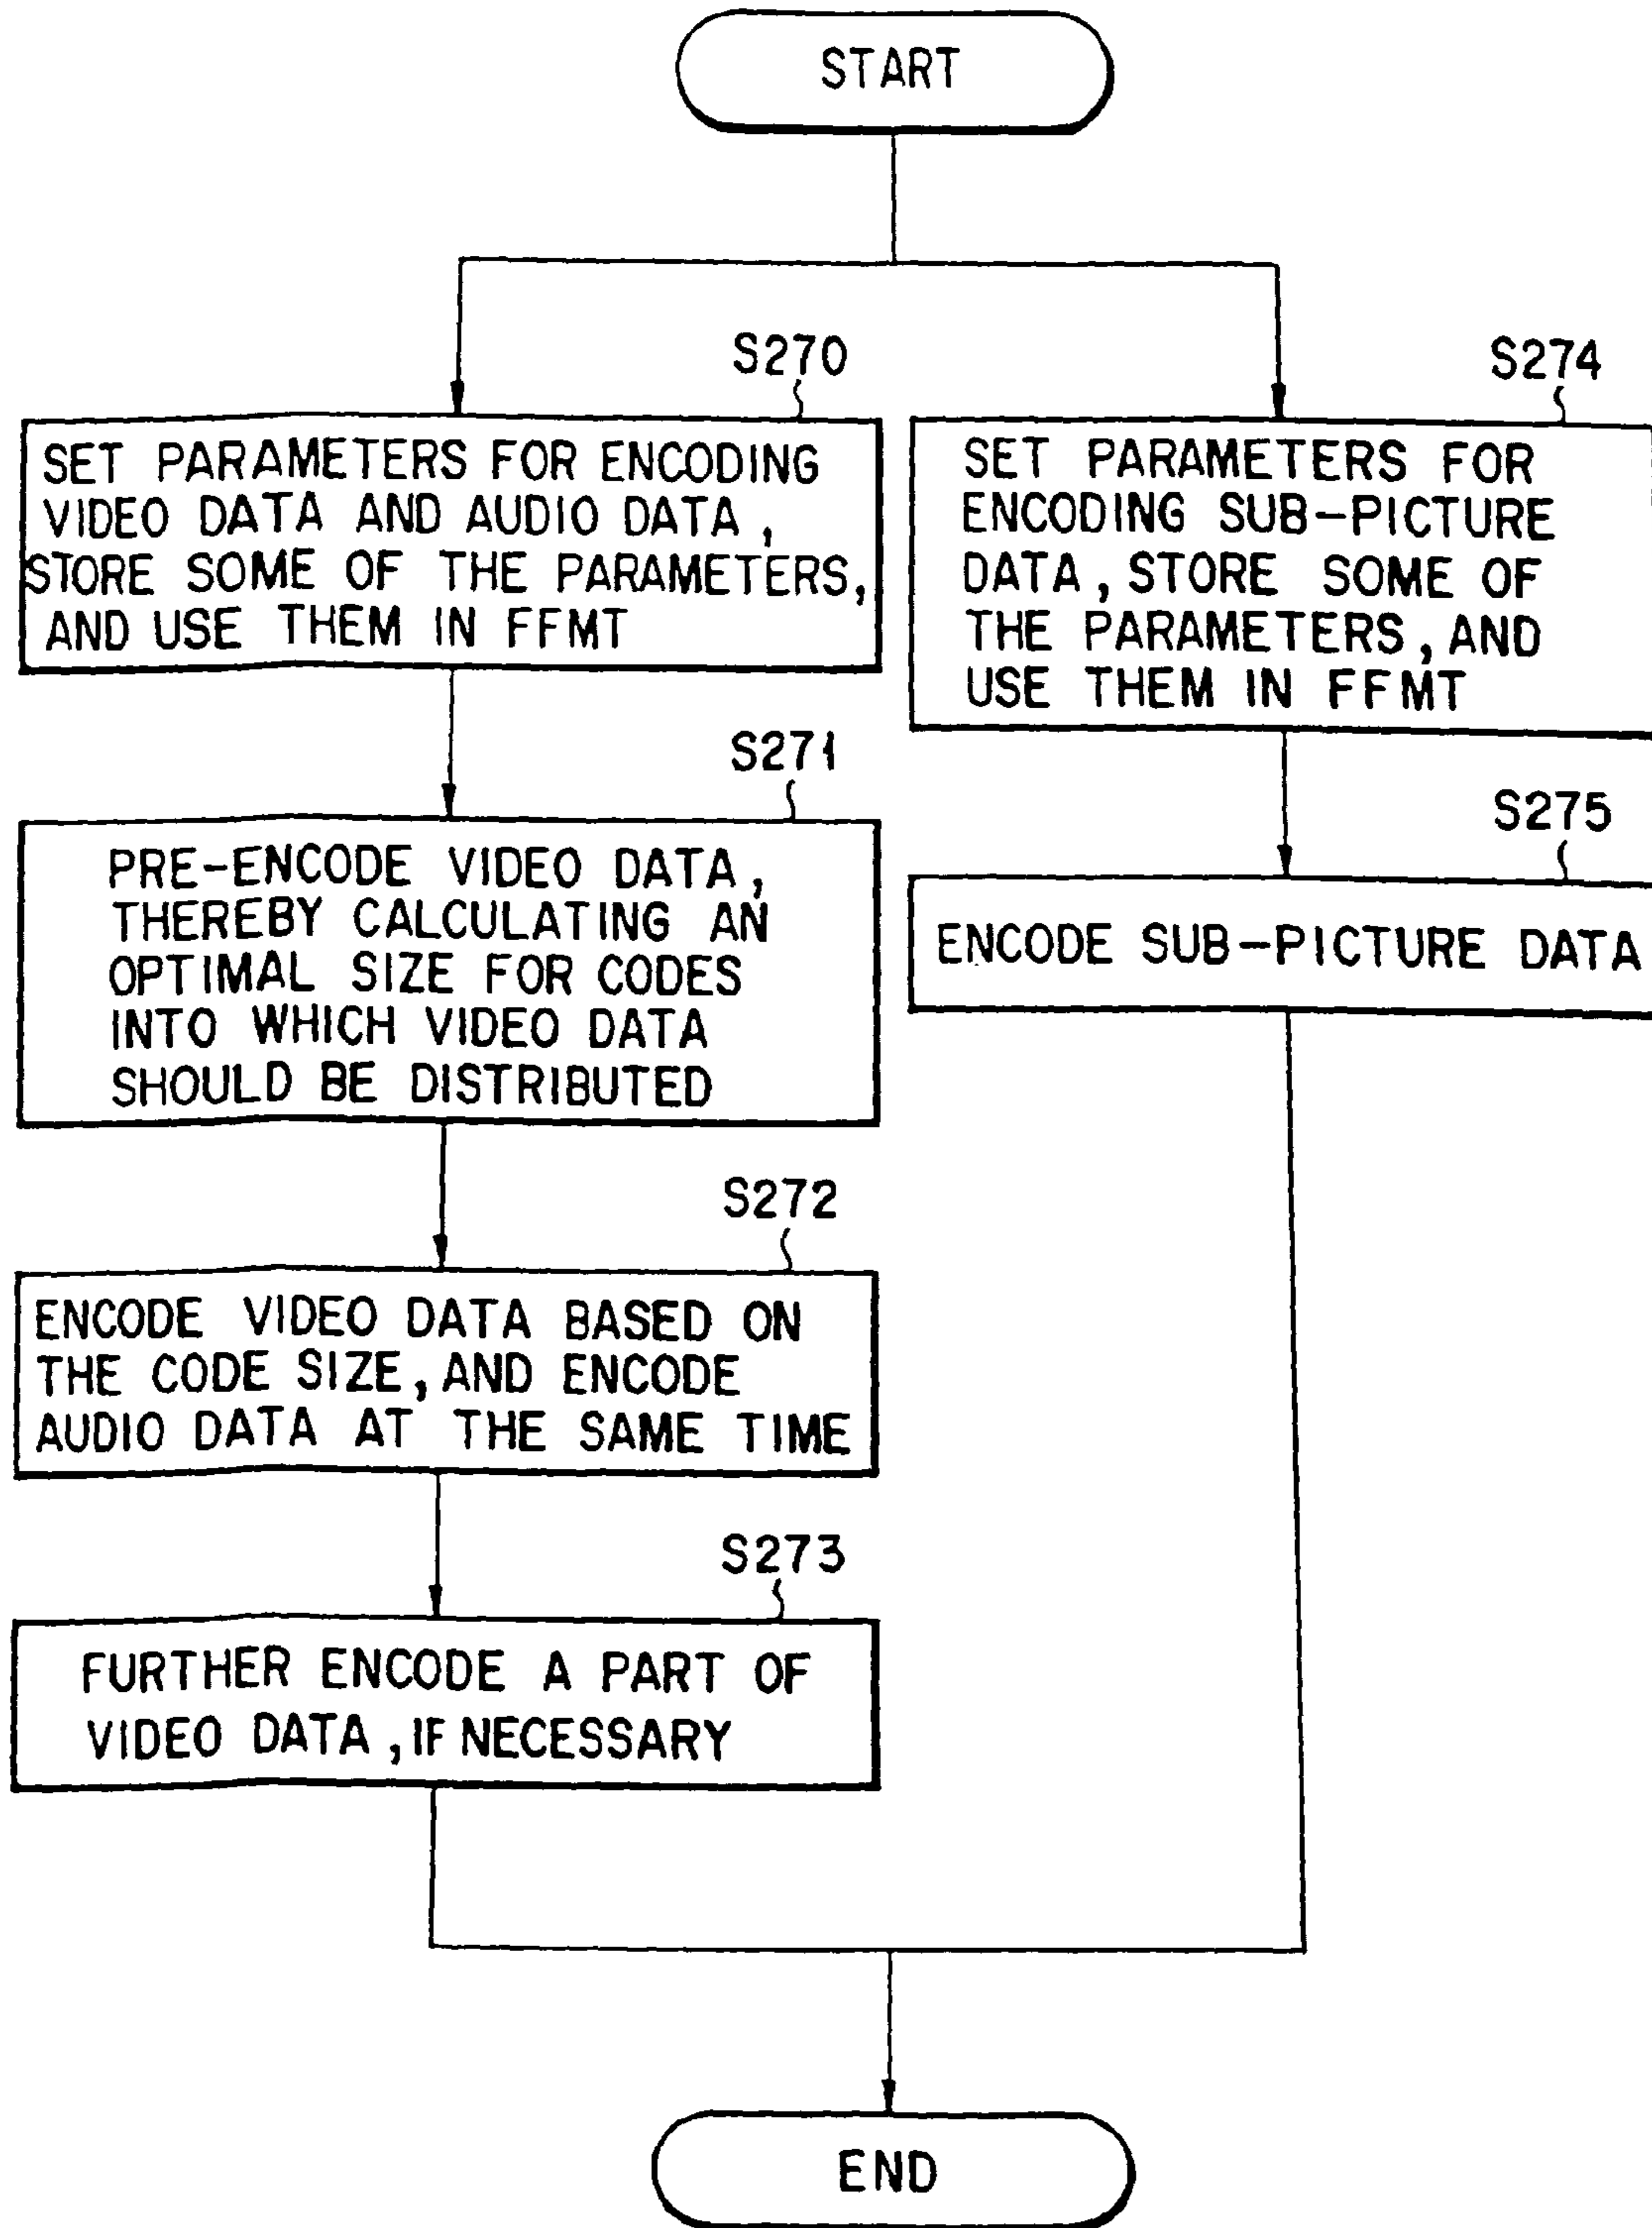 START
S270
SET PARAMETERS FOR ENCODING
VIDEO DATA AND AUDIO DATA,
STORE SOME OF THE PARAMETERS,
AND USE THEM IN FFMT
S271
PRE-ENCODE VIDEO DATA,
THEREBY CALCULATING AN
OPTIMAL SIZE FOR CODES
INTO WHICH VIDEO DATA
SHOULD BE DISTRIBUTED
S272
ENCODE VIDEO DATA BASED ON
THE CODE SIZE, AND ENCODE
AUDIO DATA AT THE SAME TIME
S273
FURTHER ENCODE A PART OF
VIDEO DATA, IF NECESSARY
S274
SET PARAMETERS FOR
ENCODING SUB-PICTURE
DATA, STORE SOME OF
THE PARAMETERS, AND
USE THEM IN FFMT
S275
ENCODE SUB-PICTURE DATA
END